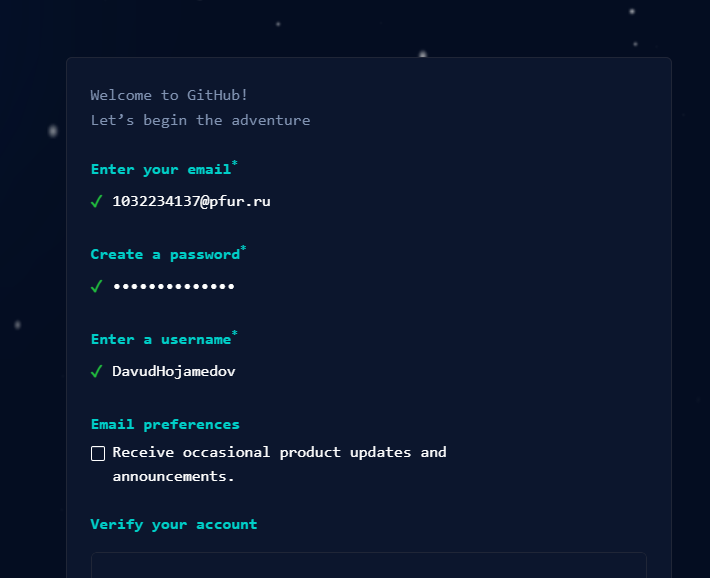 Welcome to GitHub!
Let’s begin the adventure
Enter your email*
✓ 1032234137@pfur.ru
Create a password*
✓ ••••••••••••••
Enter a username*
✓ DavudHojamedov
Email preferences
Receive occasional product updates and
announcements.
Verify your account